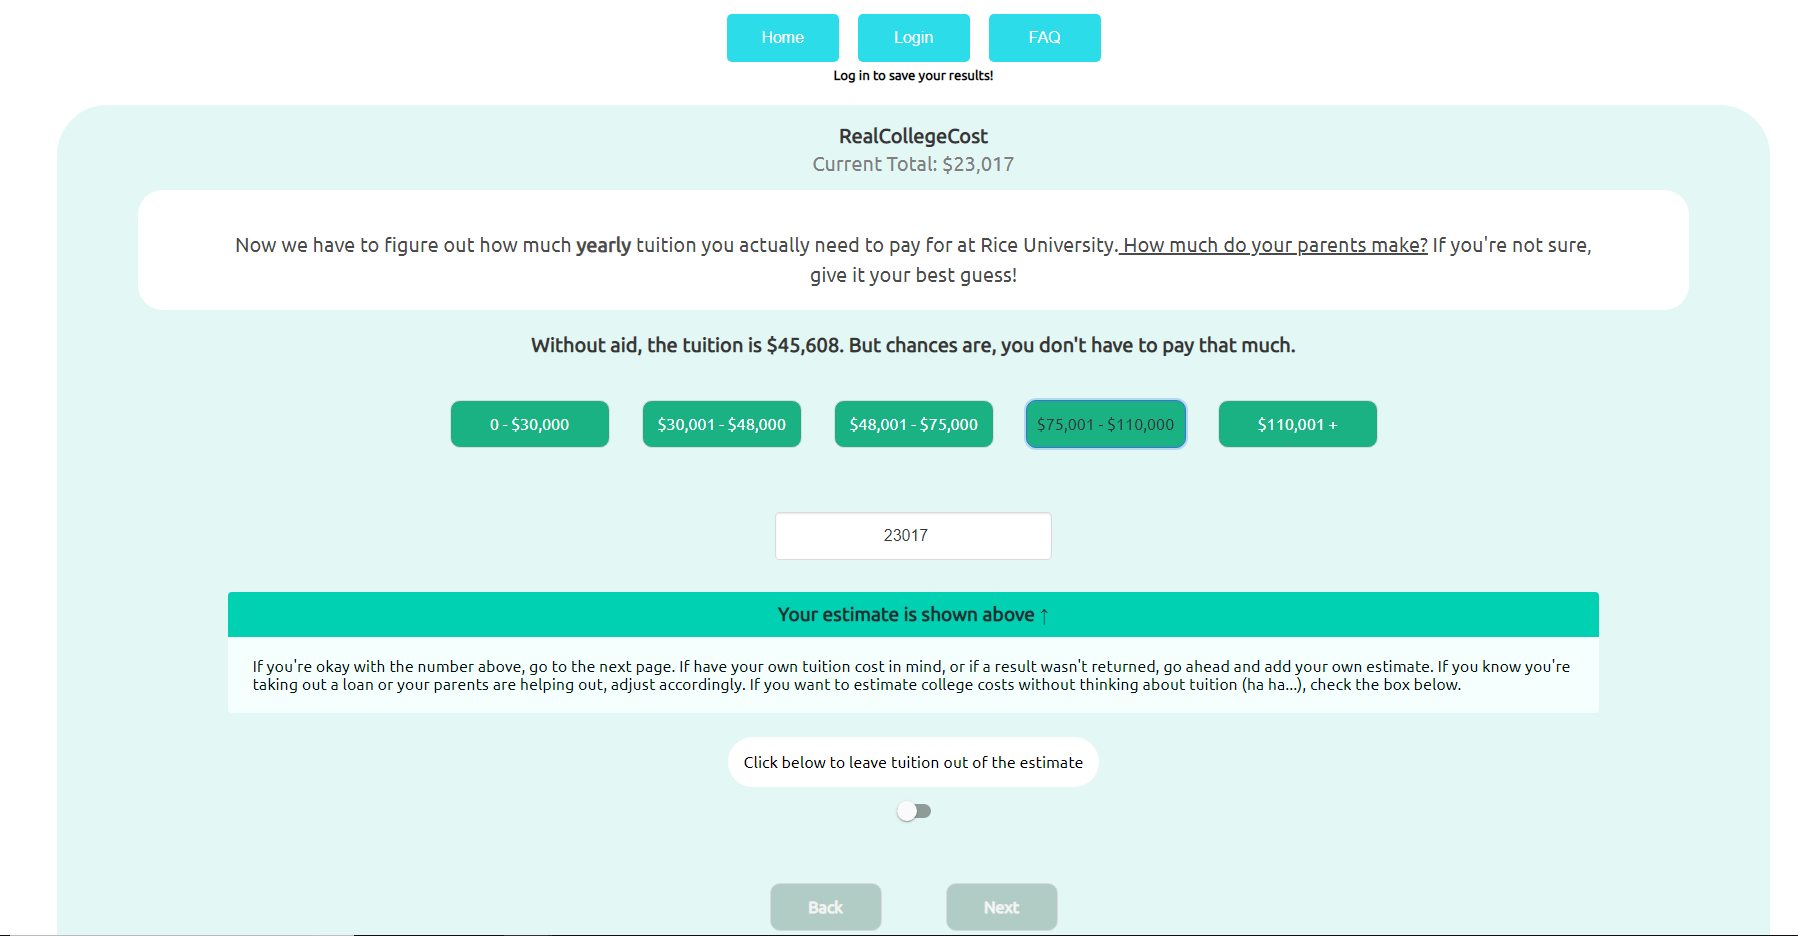 Home Login FAQ
Log in to save your results!
RealCollegeCost
Current Total: $23,017
Now we have to figure out how much yearly tuition you actually need to pay for at Rice University. How much do your parents make? If you're not sure,
give it your best guess!
Without aid, the tuition is $45,608. But chances are, you don't have to pay that much.
0 - $30,000 $30,001 - $48,000 $48,001 - $75,000 $75,001 - $110,000 $110,001 +
23017
Your estimate is shown above ↑
If you're okay with the number above, go to the next page. If have your own tuition cost in mind, or if a result wasn't returned, go ahead and add your own estimate. If you know you're
taking out a loan or your parents are helping out, adjust accordingly. If you want to estimate college costs without thinking about tuition (ha ha...), check the box below.
Click below to leave tuition out of the estimate
Back Next